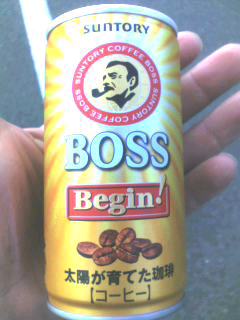 SUNTORY
SUNTORY COFFEE BOSS
SUNTORY COFFEE BOSS
BOSS
Begin!
太陽が育てた珈琲
【コーヒー】